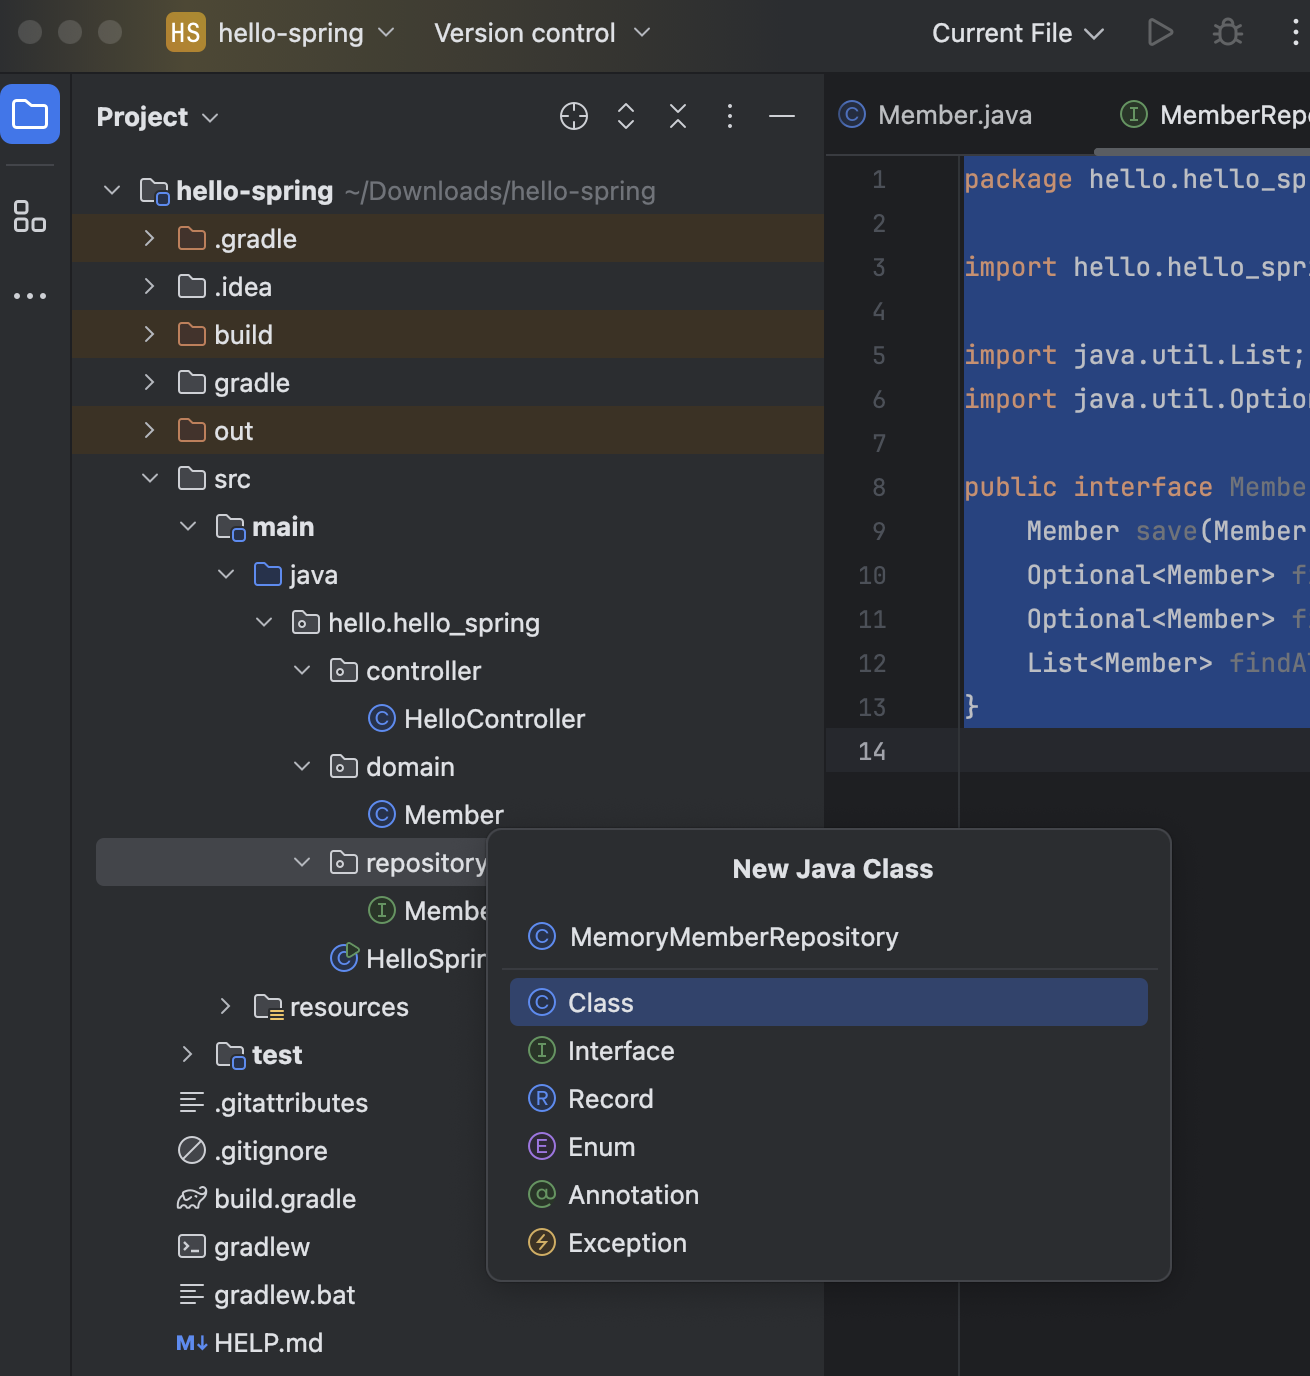 HS hello-spring Version control Current File
Project
Member.java
hello-spring ~/Downloads/hello-spring
.gradle
.idea
build
gradle
out
src
main
java
hello.hello_spring
controller
HelloController
domain
Member
repository
HelloSprin
resources
test
.gitattributes
.gitignore
build.gradle
gradlew
gradlew.bat
M↓ HELP.md
1 package hello.hello_sp
2
3 import hello.hello_spr
4
5 import java.util.List;
6 import java.util.Optio
7
8 public interface Membe
9 Member save(Member
10 Optional<Member> f
11 Optional<Member> f
12 List<Member> findA
13 }
14
New Java Class
C MemoryMemberRepository
C Class
I Interface
R Record
E Enum
@ Annotation
Exception